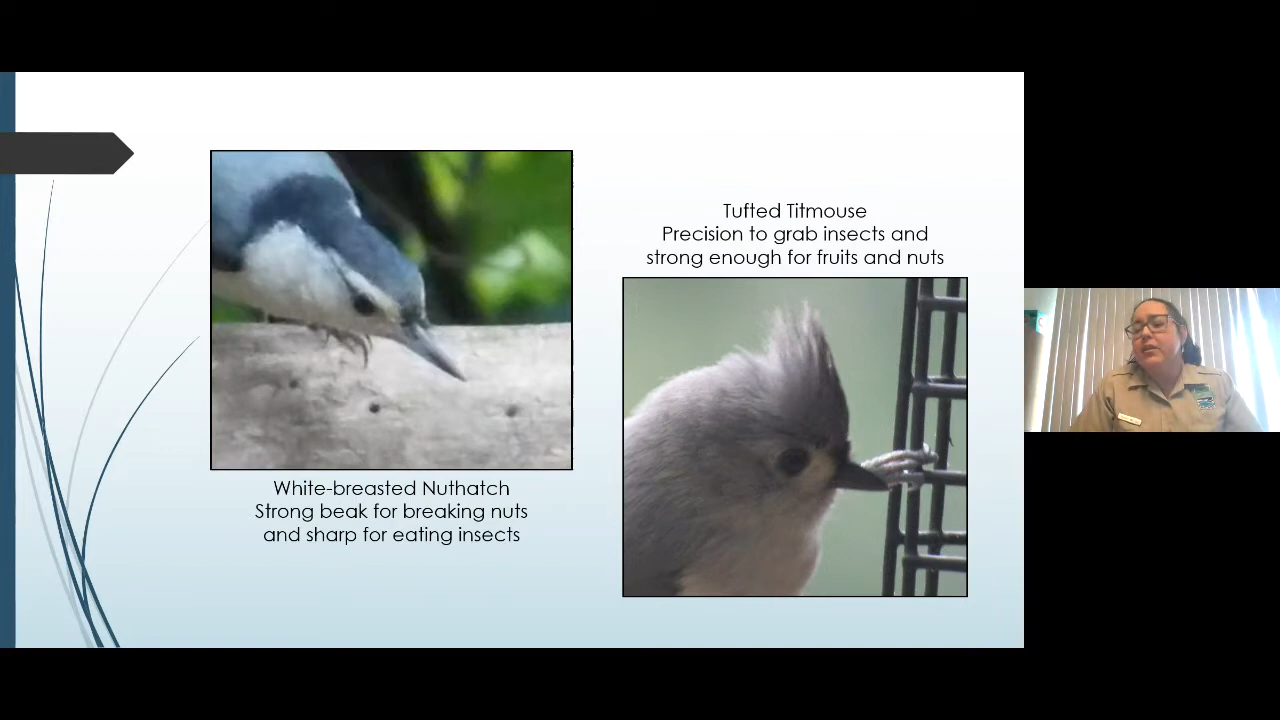 White-breasted Nuthatch
Strong beak for breaking nuts
and sharp for eating insects
Tufted Titmouse
Precision to grab insects and
strong enough for fruits and nuts